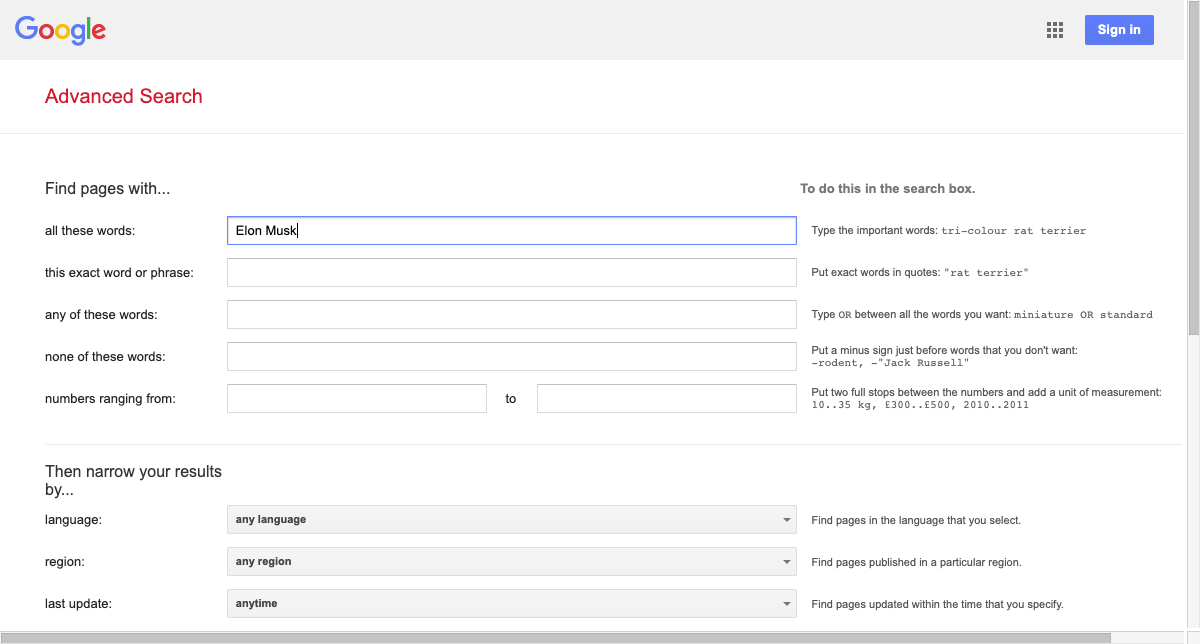 Google
Sign in
Advanced Search
Find pages with...
To do this in the search box.
all these words:
Elon Musk
Type the important words: tri-colour rat terrier
this exact word or phrase:
Put exact words in quotes: "rat terrier"
any of these words:
Type OR between all the words you want: miniature OR standard
none of these words:
Put a minus sign just before words that you don't want:
-rodent, -"Jack Russell"
numbers ranging from:
to
Put two full stops between the numbers and add a unit of measurement:
10..35 kg, £300..£500, 2010..2011
Then narrow your results
by...
language:
any language
Find pages in the language that you select.
region:
any region
Find pages published in a particular region.
last update:
anytime
Find pages updated within the time that you specify.